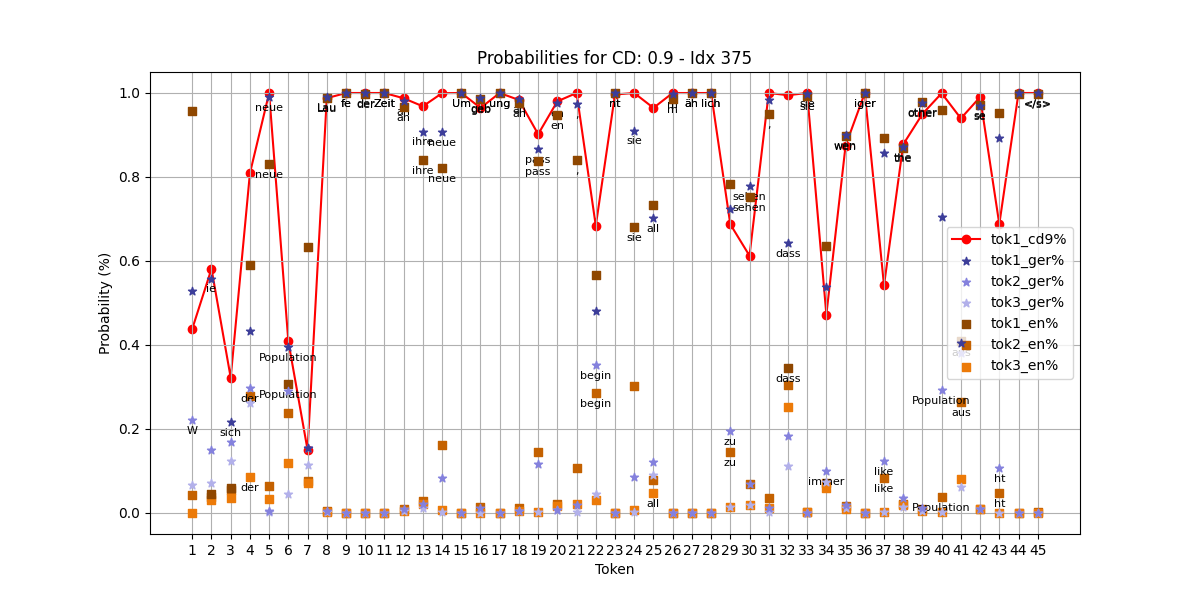 Probabilities for CD: 0.9 - Idx 375
Probability (%)
1.0
0.8
0.6
0.4
0.2
0.0
W
ie
sich
der
der
neue
neue
Population
Population
Lau
fe
der
Zeit
an
ihre
ihre
neue
neue
Um
geb
ung
an
pass
pass
en
,
,
begin
begin
nt
sie
sie
all
all
m
äh
lich
zu
zu
sehen
sehen
,
dass
dass
sie
immer
wen
iger
like
like
the
other
Population
Population
aus
aus
se
ht
ht
</s>
tok1_cd9%
tok1_ger%
tok2_ger%
tok3_ger%
tok1_en%
tok2_en%
tok3_en%
1 2 3 4 5 6 7 8 9 10 11 12 13 14 15 16 17 18 19 20 21 22 23 24 25 26 27 28 29 30 31 32 33 34 35 36 37 38 39 40 41 42 43 44 45
Token